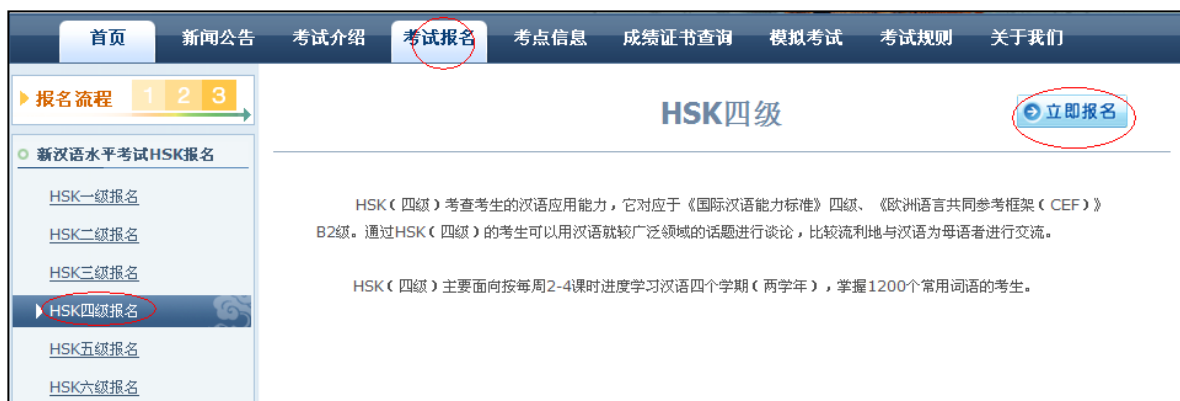 首页 新闻公告 考试介绍 考试报名 考点信息 成绩证书查询 模拟考试 考试规则 关于我们
报名流程 1 2 3
新汉语水平考试HSK报名
HSK一级报名
HSK二级报名
HSK三级报名
HSK四级报名
HSK五级报名
HSK六级报名
HSK四级
立即报名
HSK（四级）考查考生的汉语应用能力，它对应于《国际汉语能力标准》四级、《欧洲语言共同参考框架（CEF）》
B2级。通过HSK（四级）的考生可以用汉语就较广泛领域的话题进行谈论，比较流利地与汉语为母语者进行交流。
HSK（四级）主要面向按每周2-4课时进度学习汉语四个学期（两学年），掌握1200个常用词语的考生。